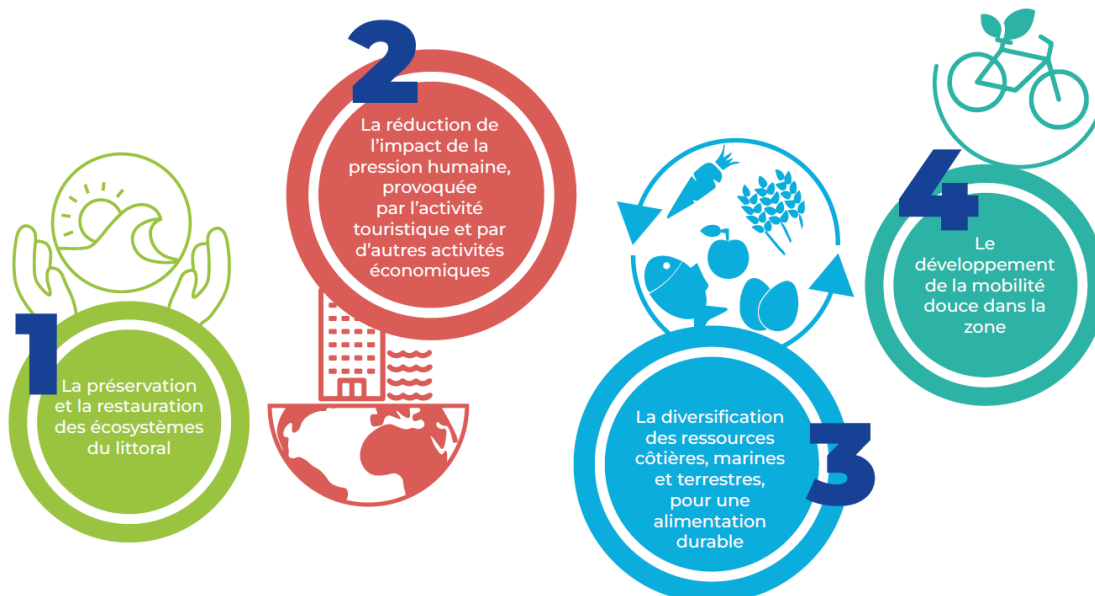 1
La préservation
et la restauration
des écosystèmes
du littoral
2
La réduction de
l'impact de la
pression humaine,
provoquée
par l'activité
touristique et par
d'autres activités
économiques
3
La diversification
des ressources
côtières, marines
et terrestres,
pour une
alimentation
durable
4
Le
développement
de la mobilité
douce dans la
zone